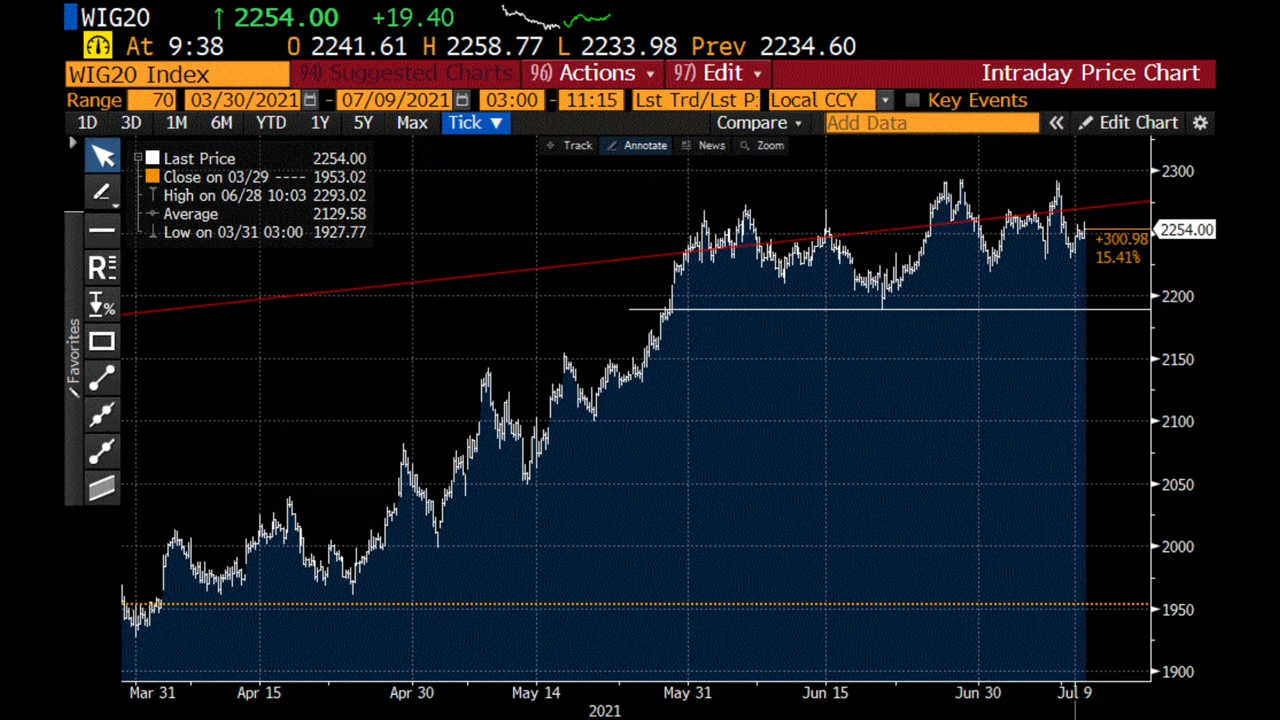 WIG20 ↑ 2254.00 +19.40
At 9:38 O 2241.61 H 2258.77 L 2233.98 Prev 2234.60
WIG20 Index 94) Suggested Charts 96) Actions 97) Edit Intraday Price Chart
Range 70 03/30/2021 - 07/09/2021 03:00 - 11:15 Lst Trd/Lst P: Local CCY Key Events
1D 3D 1M 6M YTD 1Y 5Y Max Tick ▼ Compare Add Data « Edit Chart
Track Annotate News Zoom
Last Price 2254.00
Close on 03/29 ---- 1953.02
High on 06/28 10:03 2293.02
Average 2129.58
Low on 03/31 03:00 1927.77
Favorites
R
%
2300
2254.00
+300.98
15.41%
2200
2150
2100
2050
2000
1950
1900
Mar 31 Apr 15 Apr 30 May 14 May 31 Jun 15 Jun 30 Jul 9
2021